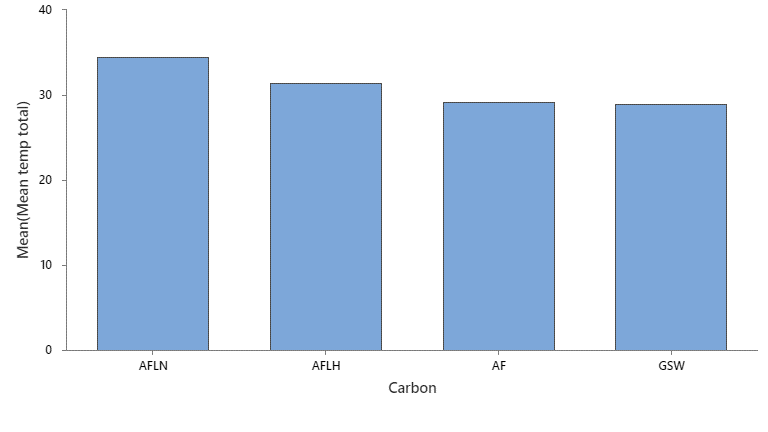 40
30
20
10
0
Mean(Mean temp total)
AFLN AFLH AF GSW
Carbon